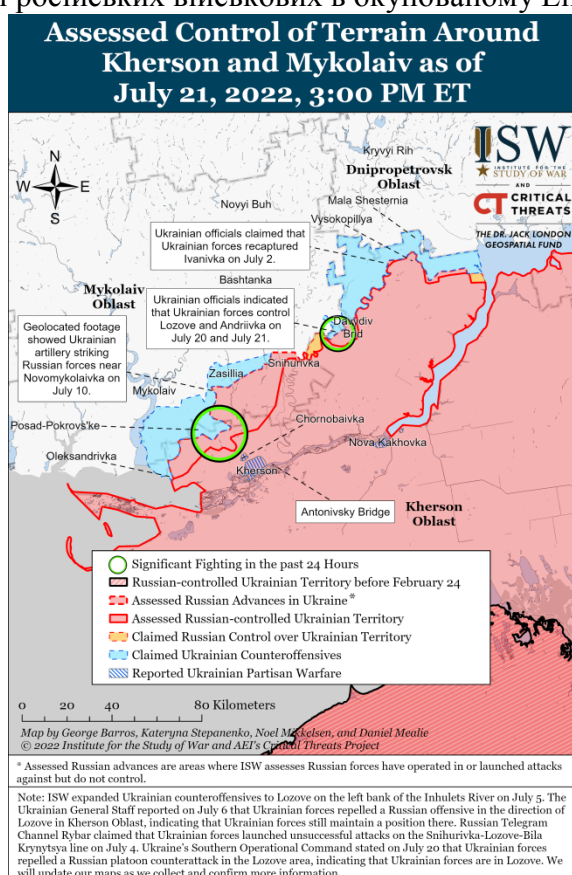 російських військових в окупованому
Assessed Control of Terrain Around
Kherson and Mykolaiv as of
July 21, 2022, 3:00 PM ET
N
W
E
S
ISW
INSTITUTE FOR THE
STUDY OF WAR
AND
CT CRITICAL
THREATS
THE DR. JACK LONDON
GEOSPATIAL FUND
Kryvyi Rih
Dnipropetrovsk
Oblast
Mala Shesternia
Novyi Buh
Vysokopillya
Ukrainian officials claimed that
Ukrainian forces recaptured
Ivanivka on July 2.
Bashtanka
Mykolaiv
Oblast
Ukrainian officials indicated
that Ukrainian forces control
Lozove and Andriivka on
July 20 and July 21.
Davydiv
Brid
Geolocated footage
showed Ukrainian
artillery striking
Russian forces near
Novomykolaivka on
July 10.
Snihurivka
Zasillia
Mykolaiv
Chornobaivka
Posad-Pokrovs'ke
Nova Kakhovka
Oleksandrivka
Kherson
Antonivsky Bridge
Kherson
Oblast
Significant Fighting in the past 24 Hours
Russian-controlled Ukrainian Territory before February 24
Assessed Russian Advances in Ukraine*
Assessed Russian-controlled Ukrainian Territory
Claimed Russian Control over Ukrainian Territory
Claimed Ukrainian Counteroffensives
Reported Ukrainian Partisan Warfare
0 20 40 80 Kilometers
Map by George Barros, Kateryna Stepanenko, Noel Mikkelsen, and Daniel Mealie
© 2022 Institute for the Study of War and AEI's Critical Threats Project
* Assessed Russian advances are areas where ISW assesses Russian forces have operated in or launched attacks
against but do not control.
Note: ISW expanded Ukrainian counteroffensives to Lozove on the left bank of the Inhulets River on July 5. The
Ukrainian General Staff reported on July 6 that Ukrainian forces repelled a Russian offensive in the direction of
Lozove in Kherson Oblast, indicating that Ukrainian forces still maintain a position there. Russian Telegram
Channel Rybar claimed that Ukrainian forces launched unsuccessful attacks on the Snihurivka-Lozove-Bila
Krynytsya line on July 4. Ukraine's Southern Operational Command stated on July 20 that Ukrainian forces
repelled a Russian platoon counterattack in the Lozove area, indicating that Ukrainian forces are in Lozove. We
will update our maps as we collect and confirm more information.